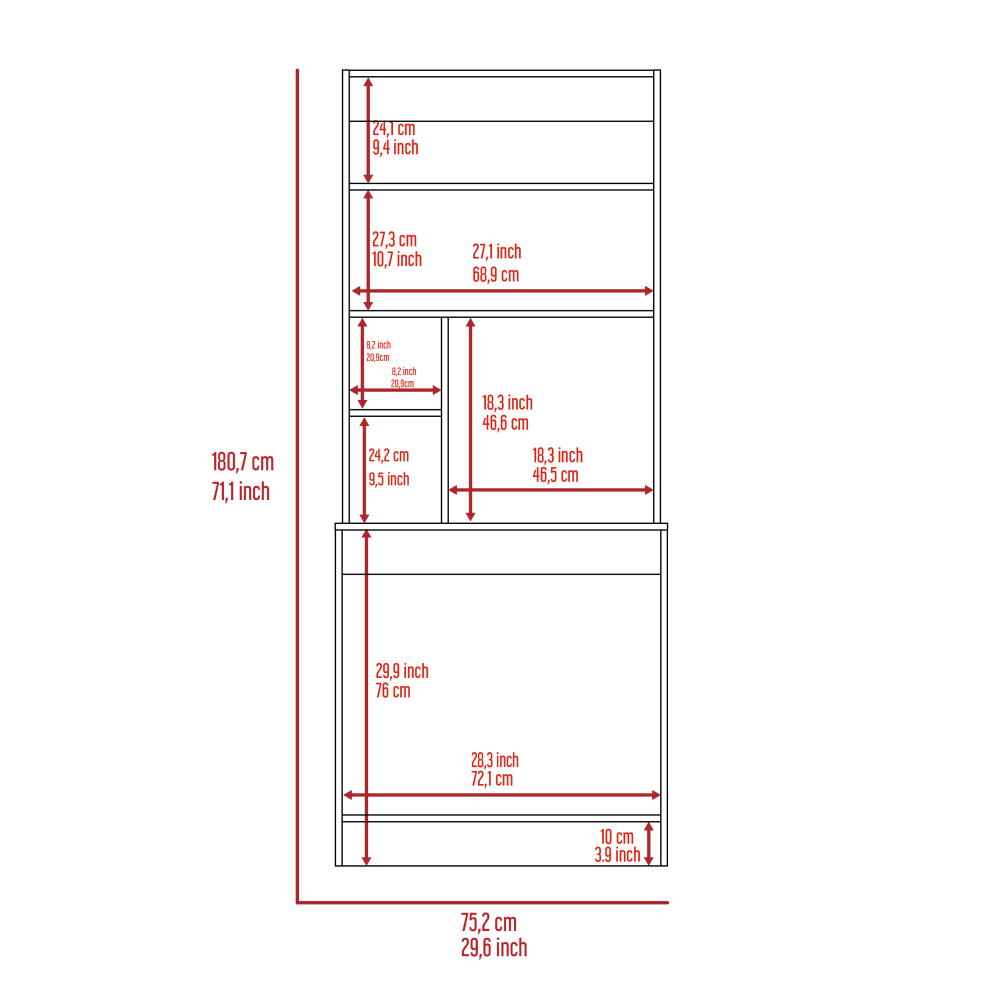 24,1 cm
9,4 inch
27,3 cm
10,7 inch
27,1 inch
68,9 cm
8,2 inch
20,9cm
8,2 inch
20,9cm
18,3 inch
46,6 cm
24,2 cm
9,5 inch
18,3 inch
46,5 cm
180,7 cm
71,1 inch
29,9 inch
76 cm
28,3 inch
72,1 cm
10 cm
3.9 inch
75,2 cm
29,6 inch